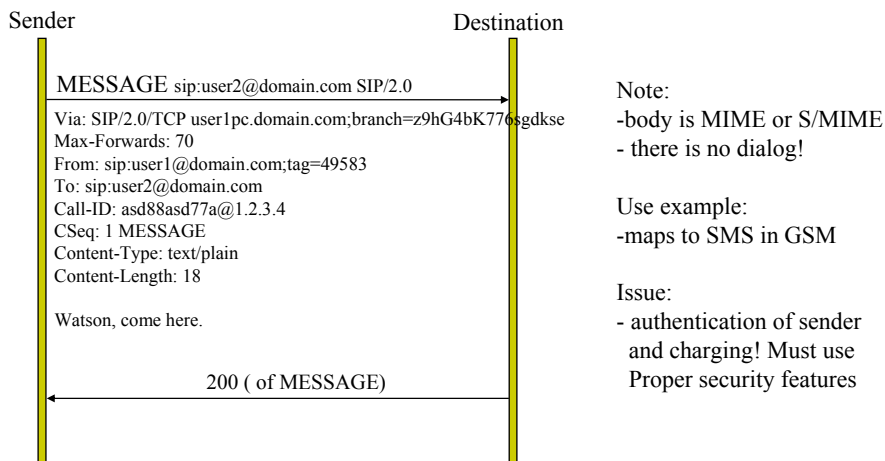 Sender
Destination
MESSAGE sip:user2@domain.com SIP/2.0
Via: SIP/2.0/TCP user1pc.domain.com;branch=z9hG4bK776sgdkse
Max-Forwards: 70
From: sip:user1@domain.com;tag=49583
To: sip:user2@domain.com
Call-ID: asd88asd77a@1.2.3.4
CSeq: 1 MESSAGE
Content-Type: text/plain
Content-Length: 18
Watson, come here.
200 ( of MESSAGE)
Note:
-body is MIME or S/MIME
- there is no dialog!
Use example:
-maps to SMS in GSM
Issue:
- authentication of sender
and charging! Must use
Proper security features